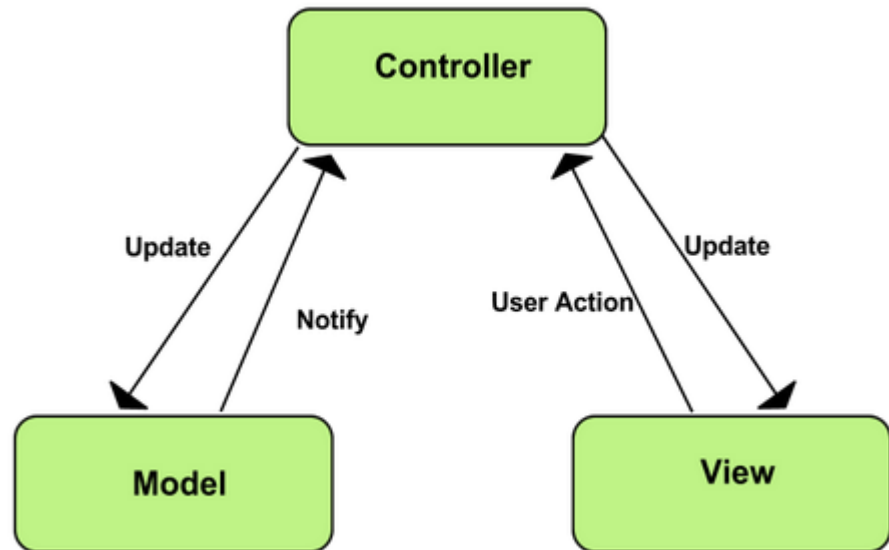 Controller
Update
Update
User Action
Notify
Model
View